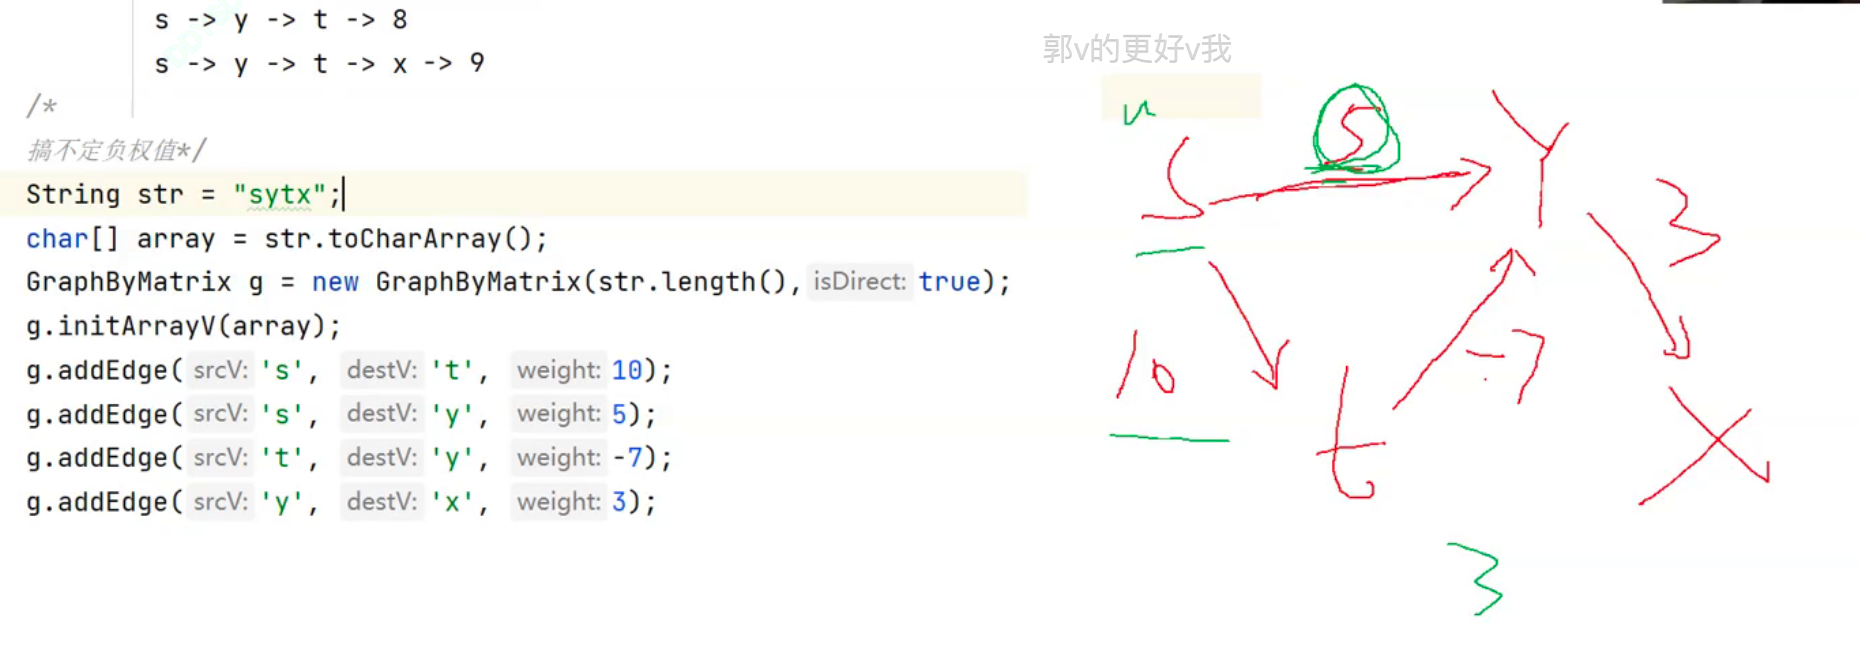 s -> y -> t -> 8
s -> y -> t -> x -> 9
/*
搞不定负权值*/
String str = "sytx";
char[] array = str.toCharArray();
GraphByMatrix g = new GraphByMatrix(str.length(), isDirect: true);
g.initArrayV(array);
g.addEdge( srcV: 's', destV: 't', weight: 10);
g.addEdge( srcV: 's', destV: 'y', weight: 5);
g.addEdge( srcV: 't', destV: 'y', weight: -7);
g.addEdge( srcV: 'y', destV: 'x', weight: 3);
郭v的更好v我
S
5
Y
3
10
-7
t
X
3